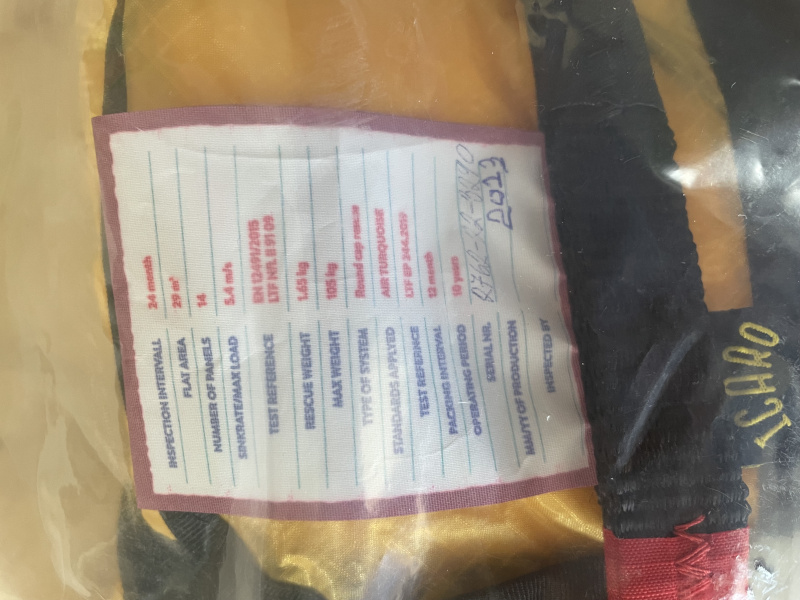 INSPECTION INTERVALL 24 month
FLAT AREA 29 m²
NUMBER OF PANELS 14
SINKRATE/MAX LOAD 5.4 m/s
TEST REFERENCE EN 12491/2015
LTF NFL II 91 09
RESCUE WEIGHT 1.65 kg
MAX WEIGHT 105 kg
TYPE OF SYSTEM Round cap rescue
STANDARDS APPLYED AIR TURQUOISE
TEST REFERENCE LTF EP 244.2019
PACKING INTERVAL 12 month
OPERATING PERIOD 10 years
SERIAL NR.
MM/YY OF PRODUCTION 2023
INSPECTED BY
ICARO